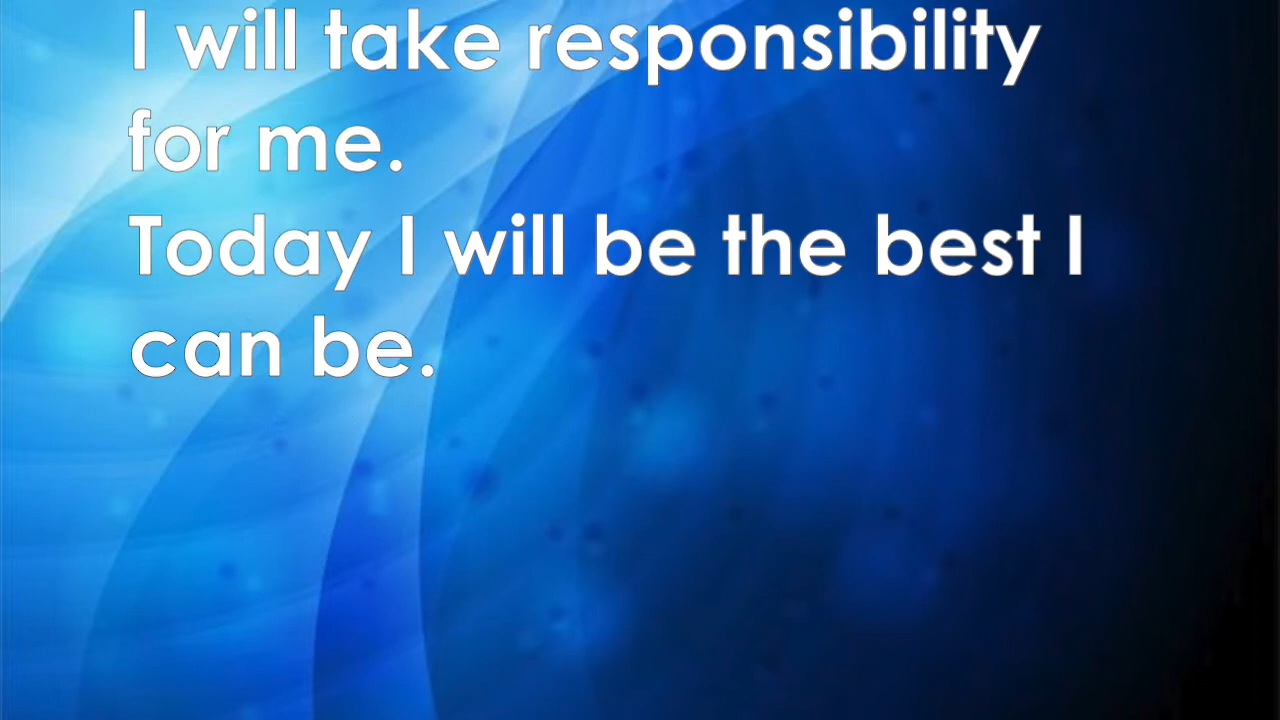 I will take responsibility
for me.
Today I will be the best I
can be.